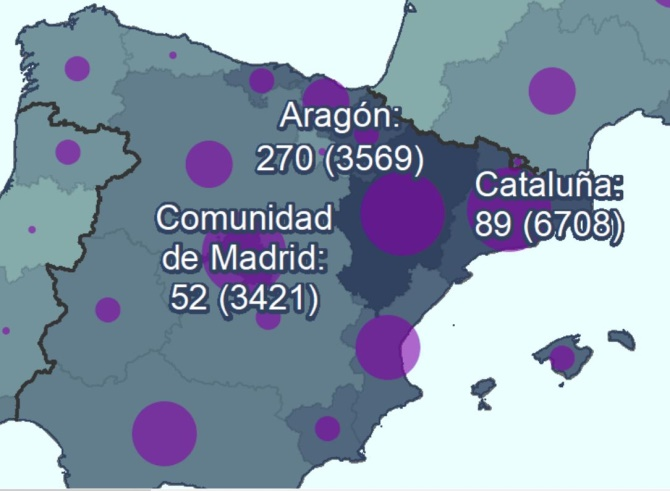 Aragón:
270 (3569)
Cataluña:
89 (6708)
Comunidad
de Madrid:
52 (3421)